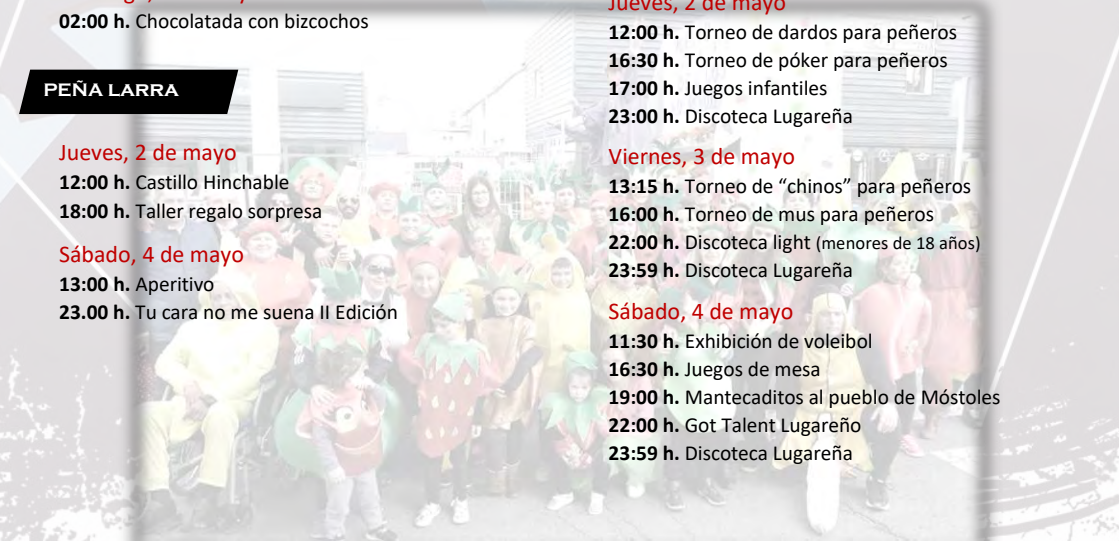 02:00 h. Chocolatada con bizcochos
PEÑA LARRA
Jueves, 2 de mayo
12:00 h. Castillo Hinchable
18:00 h. Taller regalo sorpresa
Sábado, 4 de mayo
13:00 h. Aperitivo
23.00 h. Tu cara no me suena II Edición
Jueves, 2 de mayo
12:00 h. Torneo de dardos para peñeros
16:30 h. Torneo de póker para peñeros
17:00 h. Juegos infantiles
23:00 h. Discoteca Lugareña
Viernes, 3 de mayo
13:15 h. Torneo de “chinos” para peñeros
16:00 h. Torneo de mus para peñeros
22:00 h. Discoteca light (menores de 18 años)
23:59 h. Discoteca Lugareña
Sábado, 4 de mayo
11:30 h. Exhibición de voleibol
16:30 h. Juegos de mesa
19:00 h. Mantecaditos al pueblo de Móstoles
22:00 h. Got Talent Lugareño
23:59 h. Discoteca Lugareña